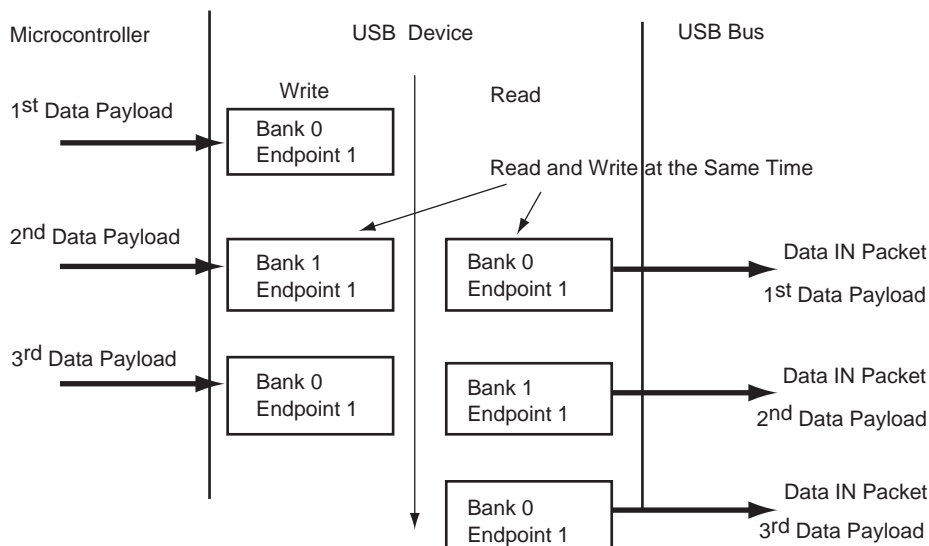 Microcontroller
USB Device
USB Bus
Write
Read
1st Data Payload
Bank 0
Endpoint 1
Read and Write at the Same Time
2nd Data Payload
Bank 1
Endpoint 1
Bank 0
Endpoint 1
Data IN Packet
1st Data Payload
3rd Data Payload
Bank 0
Endpoint 1
Bank 1
Endpoint 1
Data IN Packet
2nd Data Payload
Bank 0
Endpoint 1
Data IN Packet
3rd Data Payload